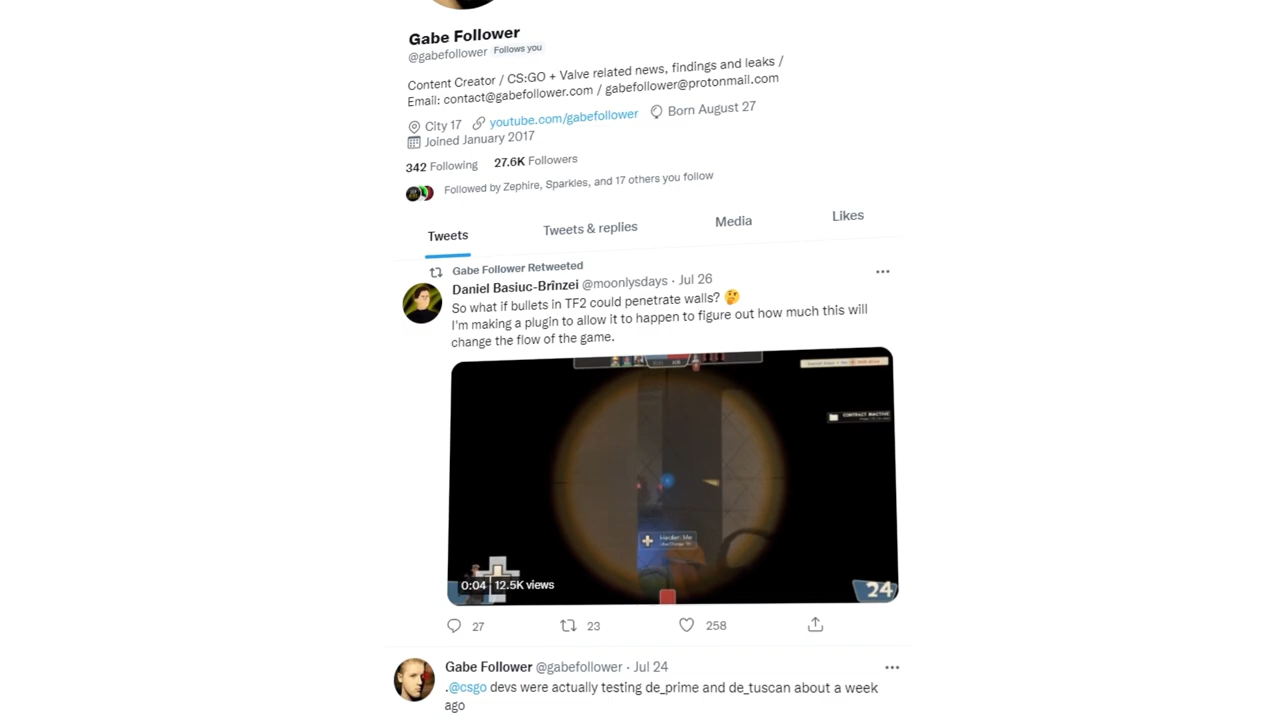 Gabe Follower
@gabefollower Follows you
Content Creator / CS:GO + Valve related news, findings and leaks /
Email: contact@gabefollower.com / gabefollower@protonmail.com
City 17 youtube.com/gabefollower Born August 27
Joined January 2017
342 Following 27.6K Followers
Followed by Zephire, Sparkles, and 17 others you follow
Tweets Tweets & replies Media Likes
Gabe Follower Retweeted
Daniel Basiuc-Brînzei @moonlysdays · Jul 26
So what if bullets in TF2 could penetrate walls? 🤔
I'm making a plugin to allow it to happen to figure out how much this will
change the flow of the game.
CONTRACT INACTIVE
0:04 12.5K views
24
27 23 258
Gabe Follower @gabefollower · Jul 24
.@csgo devs were actually testing de_prime and de_tuscan about a week
ago